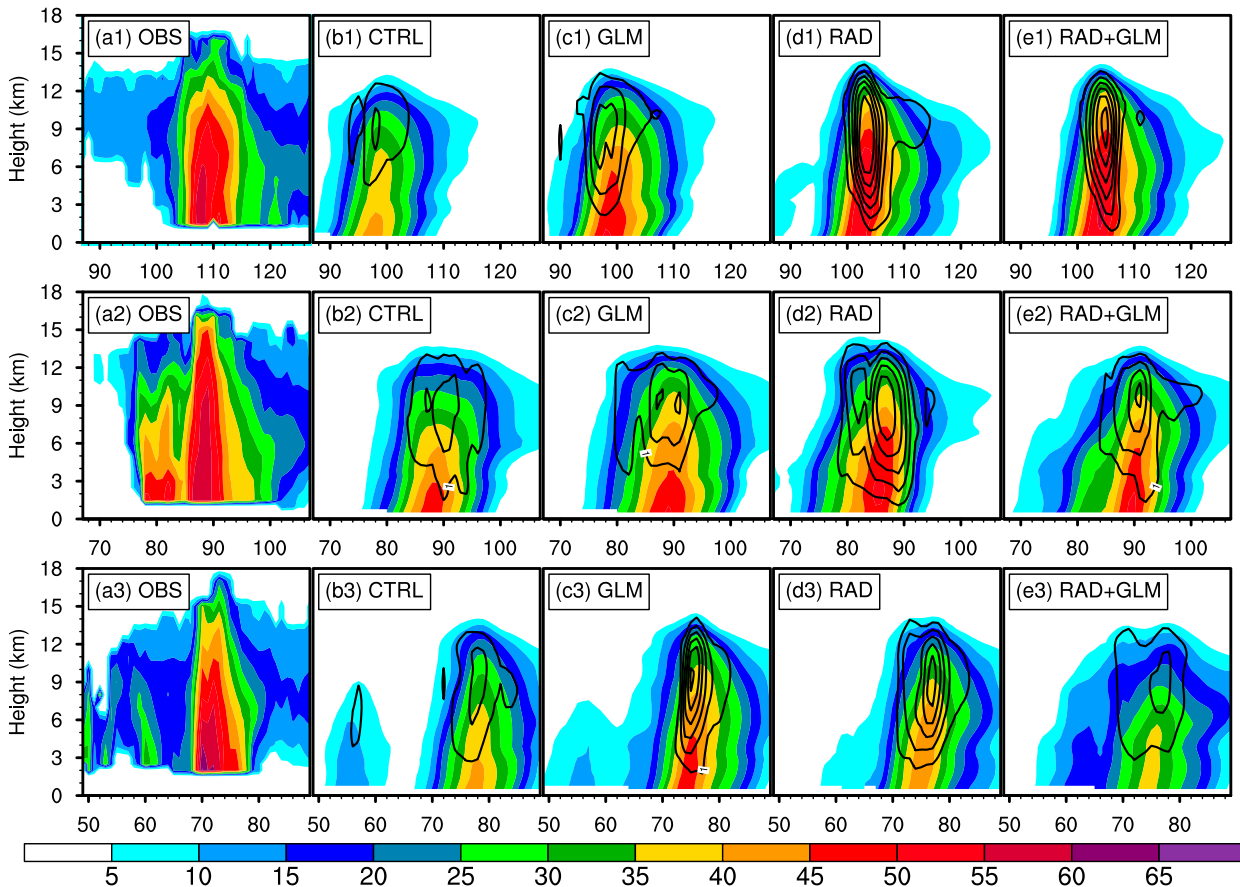 18
15
12
9
6
3
0
Height (km)
(a1) OBS
(b1) CTRL
(c1) GLM
(d1) RAD
(e1) RAD+GLM
90 100 110 120
90 100 110 120
90 100 110 120
90 100 110 120
90 100 110 120
18
15
12
9
6
3
0
Height (km)
(a2) OBS
(b2) CTRL
(c2) GLM
(d2) RAD
(e2) RAD+GLM
1
1
1
70 80 90 100
70 80 90 100
70 80 90 100
70 80 90 100
70 80 90 100
18
15
12
9
6
3
0
Height (km)
(a3) OBS
(b3) CTRL
(c3) GLM
(d3) RAD
(e3) RAD+GLM
1
50 60 70 80
50 60 70 80
50 60 70 80
50 60 70 80
50 60 70 80
5 10 15 20 25 30 35 40 45 50 55 60 65